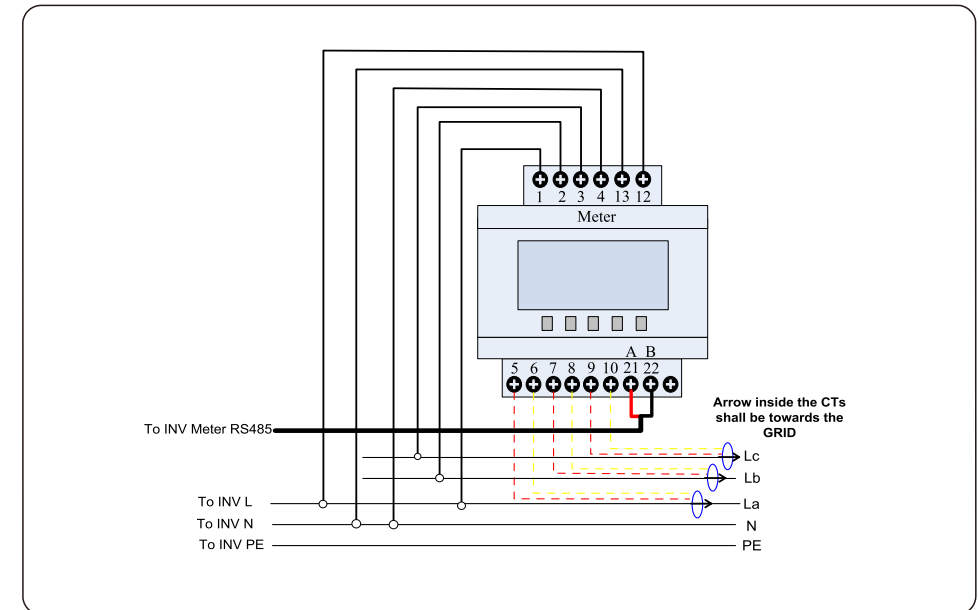 1 2 3 4 13 12
Meter
A B
5 6 7 8 9 10 21 22
Arrow inside the CTs
shall be towards the
GRID
To INV Meter RS485
Lc
Lb
To INV L La
To INV N N
To INV PE PE